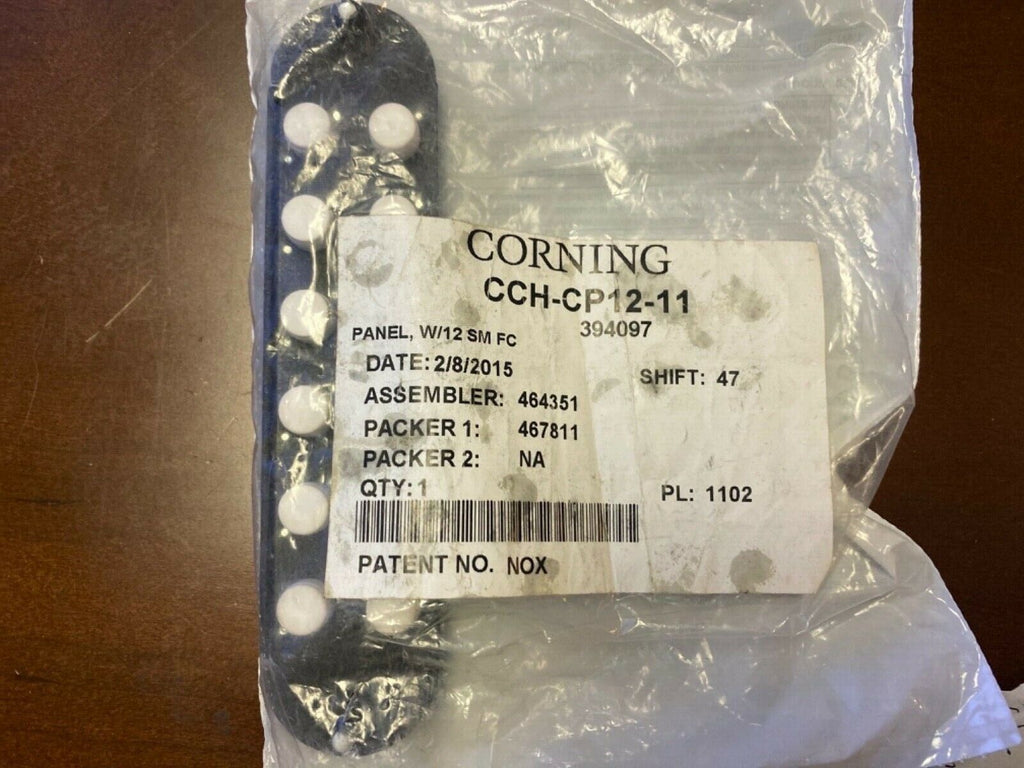 CORNING
CCH-CP12-11
394097
PANEL, W/12 SM FC
DATE: 2/8/2015
SHIFT: 47
ASSEMBLER: 464351
PACKER 1: 467811
PACKER 2: NA
QTY: 1
PL: 1102
PATENT NO. NOX